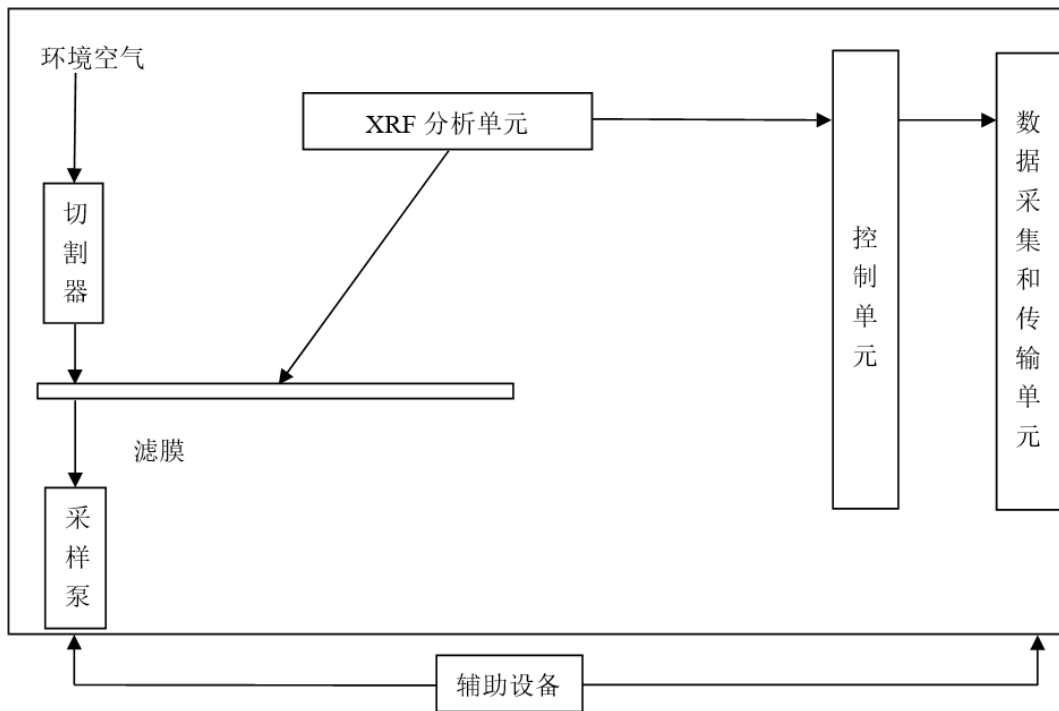 环境空气
XRF 分析单元
切割器
控制单元
数据采集和传输单元
滤膜
采样泵
辅助设备